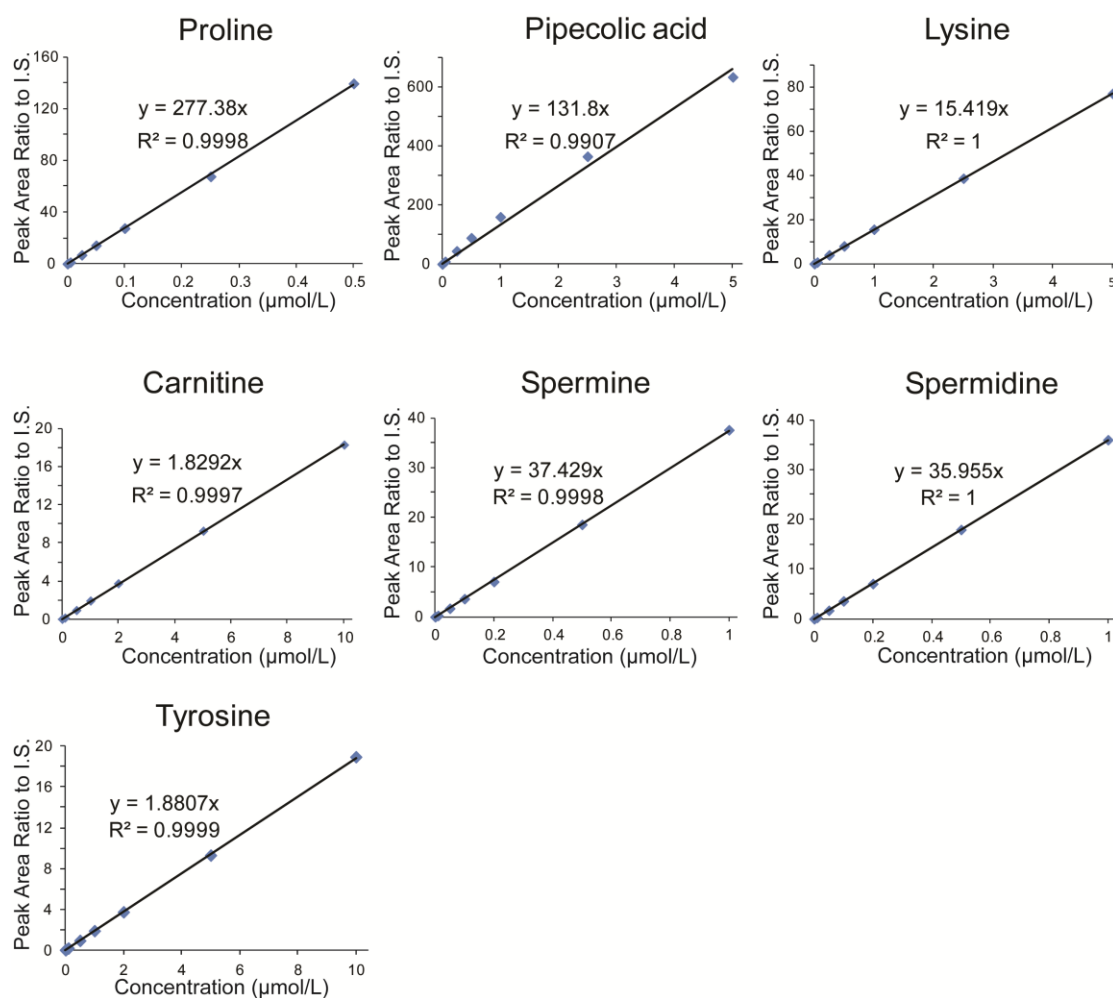 Proline
Peak Area Ratio to I.S.
160
120
80
40
0
y = 277.38x
R² = 0.9998
0 0.1 0.2 0.3 0.4 0.5
Concentration (µmol/L)
Pipecolic acid
Peak Area Ratio to I.S.
600
400
200
0
y = 131.8x
R² = 0.9907
0 1 2 3 4 5
Concentration (µmol/L)
Lysine
Peak Area Ratio to I.S.
80
60
40
20
0
y = 15.419x
R² = 1
0 1 2 3 4 5
Concentration (µmol/L)
Carnitine
Peak Area Ratio to I.S.
20
16
12
8
4
0
y = 1.8292x
R² = 0.9997
0 2 4 6 8 10
Concentration (µmol/L)
Spermine
Peak Area Ratio to I.S.
40
30
20
10
0
y = 37.429x
R² = 0.9998
0 0.2 0.4 0.6 0.8 1
Concentration (µmol/L)
Spermidine
Peak Area Ratio to I.S.
40
30
20
10
0
y = 35.955x
R² = 1
0 0.2 0.4 0.6 0.8 1
Concentration (µmol/L)
Tyrosine
Peak Area Ratio to I.S.
20
16
12
8
4
0
y = 1.8807x
R² = 0.9999
0 2 4 6 8 10
Concentration (µmol/L)